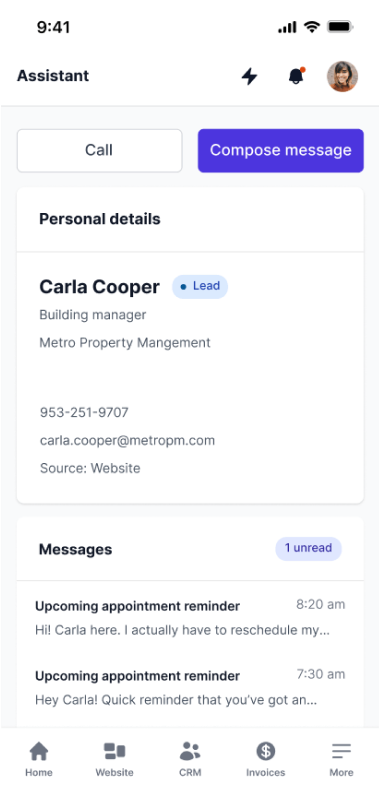 9:41
Assistant
Call
Compose message
Personal details
Carla Cooper
Lead
Building manager
Metro Property Mangement
953-251-9707
carla.cooper@metropm.com
Source: Website
Messages
1 unread
Upcoming appointment reminder 8:20 am
Hi! Carla here. I actually have to reschedule my...
Upcoming appointment reminder 7:30 am
Hey Carla! Quick reminder that you've got an...
Home Website CRM Invoices More